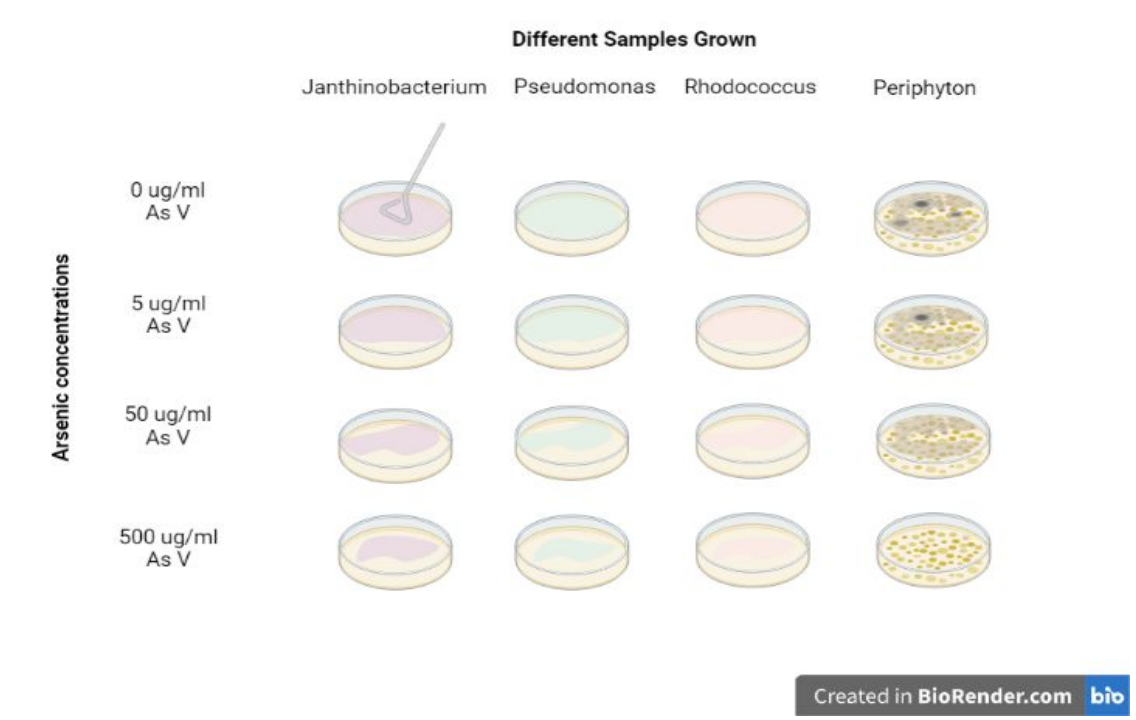 Different Samples Grown
Janthinobacterium Pseudomonas Rhodococcus Periphyton
0 ug/ml
As V
5 ug/ml
As V
Arsenic concentrations
50 ug/ml
As V
500 ug/ml
As V
Created in BioRender.com bio